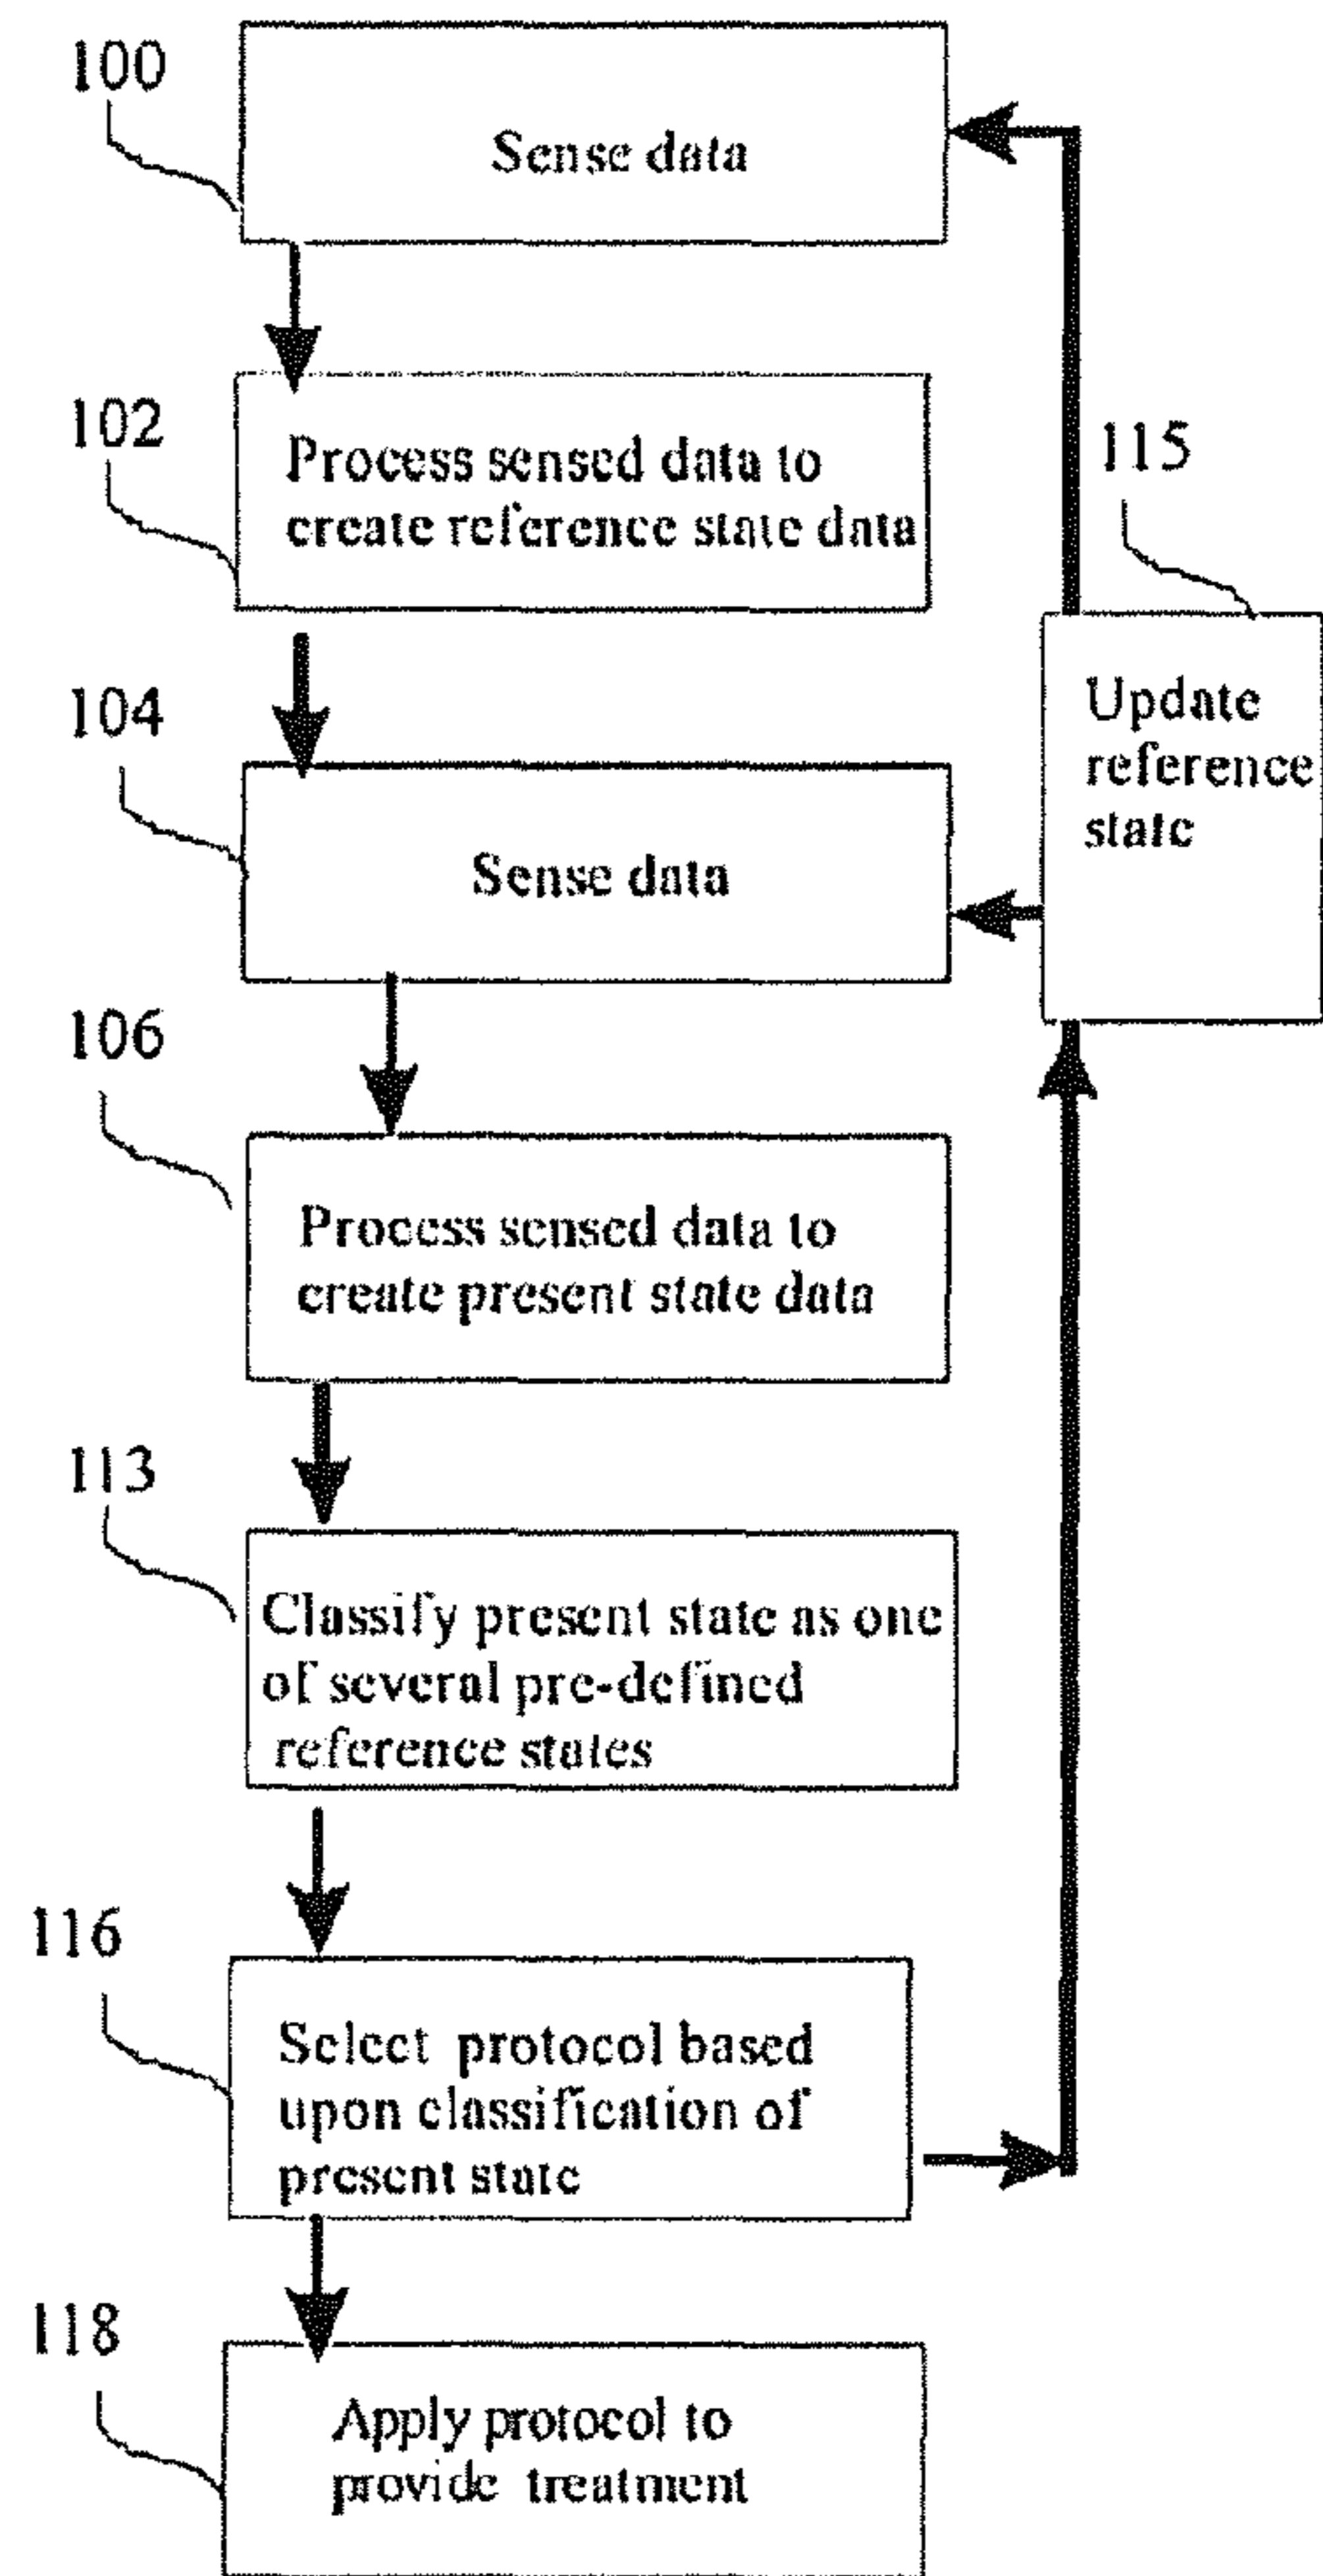 100
Sense data
102
Process sensed data to
create reference state data
115
Update
reference
state
104
Sense data
106
Process sensed data to
create present state data
113
Classify present state as one
of several pre-defined
reference states
116
Select protocol based
upon classification of
present state
118
Apply protocol to
provide treatment